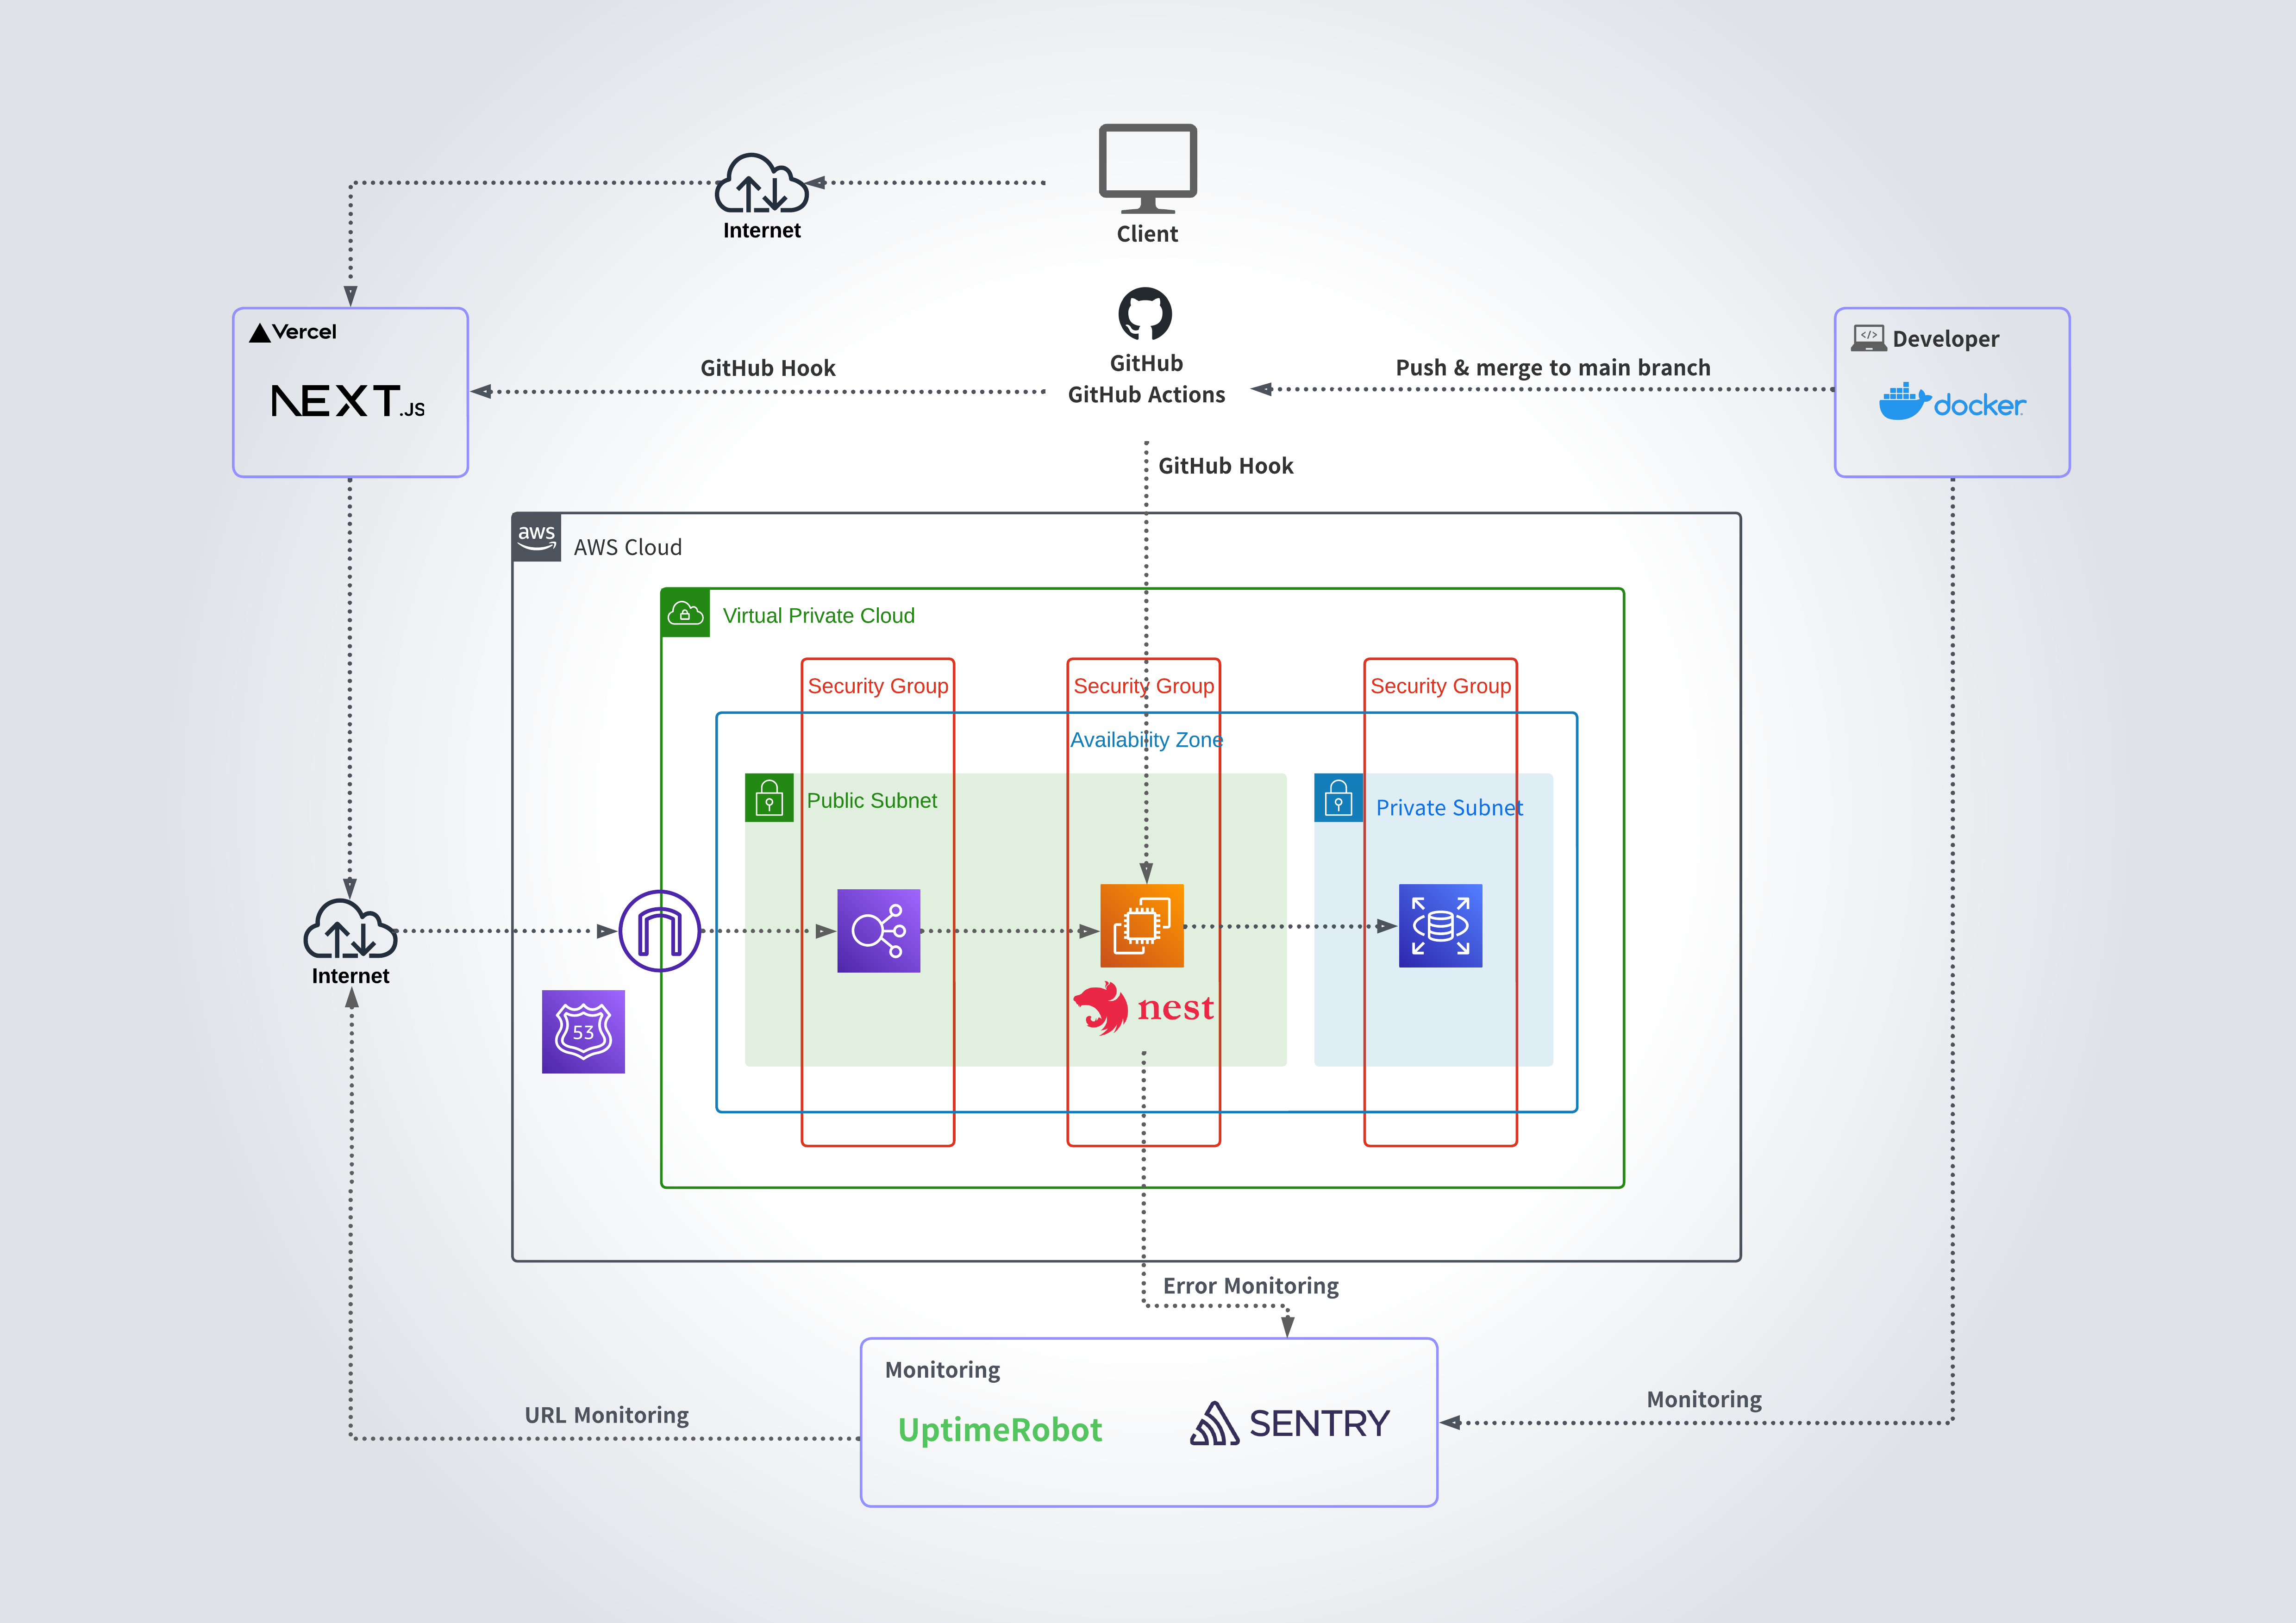 Internet
Client
Vercel
NEXT.JS
GitHub Hook
GitHub
GitHub Actions
Push & merge to main branch
</> Developer
docker
GitHub Hook
aws
AWS Cloud
Virtual Private Cloud
Security Group
Security Group
Security Group
Availability Zone
Public Subnet
Private Subnet
Internet
53
nest
Error Monitoring
Monitoring
UptimeRobot
SENTRY
URL Monitoring
Monitoring